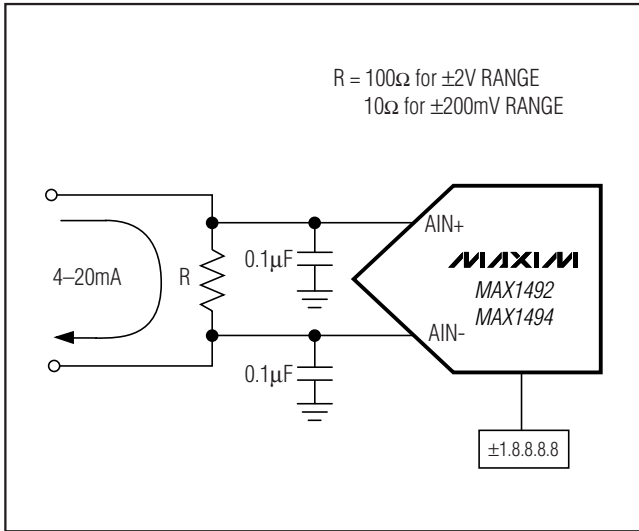 R = 100Ω for ±2V RANGE
10Ω for ±200mV RANGE
AIN+
0.1µF
4–20mA
R
MAXIM
MAX1492
MAX1494
AIN-
0.1µF
±1.8.8.8.8